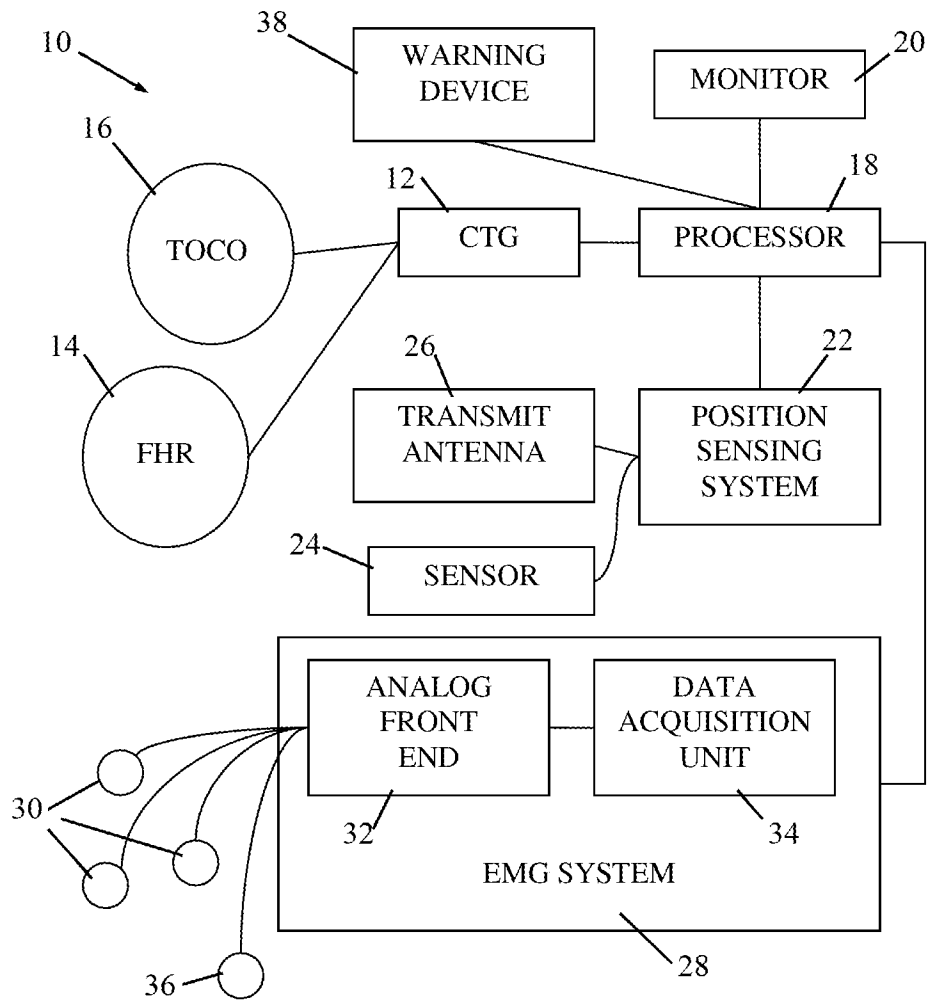 10
38
WARNING
DEVICE
20
MONITOR
16
TOCO
12
CTG
18
PROCESSOR
14
FHR
26
TRANSMIT
ANTENNA
22
POSITION
SENSING
SYSTEM
24
SENSOR
ANALOG
FRONT
END
DATA
ACQUISITION
UNIT
30
32
34
EMG SYSTEM
36
28